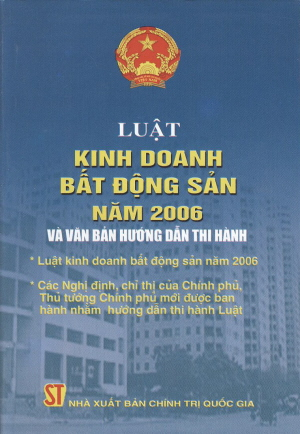 LUẬT
KINH DOANH
BẤT ĐỘNG SẢN
NĂM 2006
VÀ VĂN BẢN HƯỚNG DẪN THI HÀNH
* Luật kinh doanh bất động sản năm 2006
* Các Nghị định, chỉ thị của Chính phủ,
Thủ tướng Chính phủ mới được ban
hành nhằm hướng dẫn thi hành Luật
ST
NHÀ XUẤT BẢN CHÍNH TRỊ QUỐC GIA